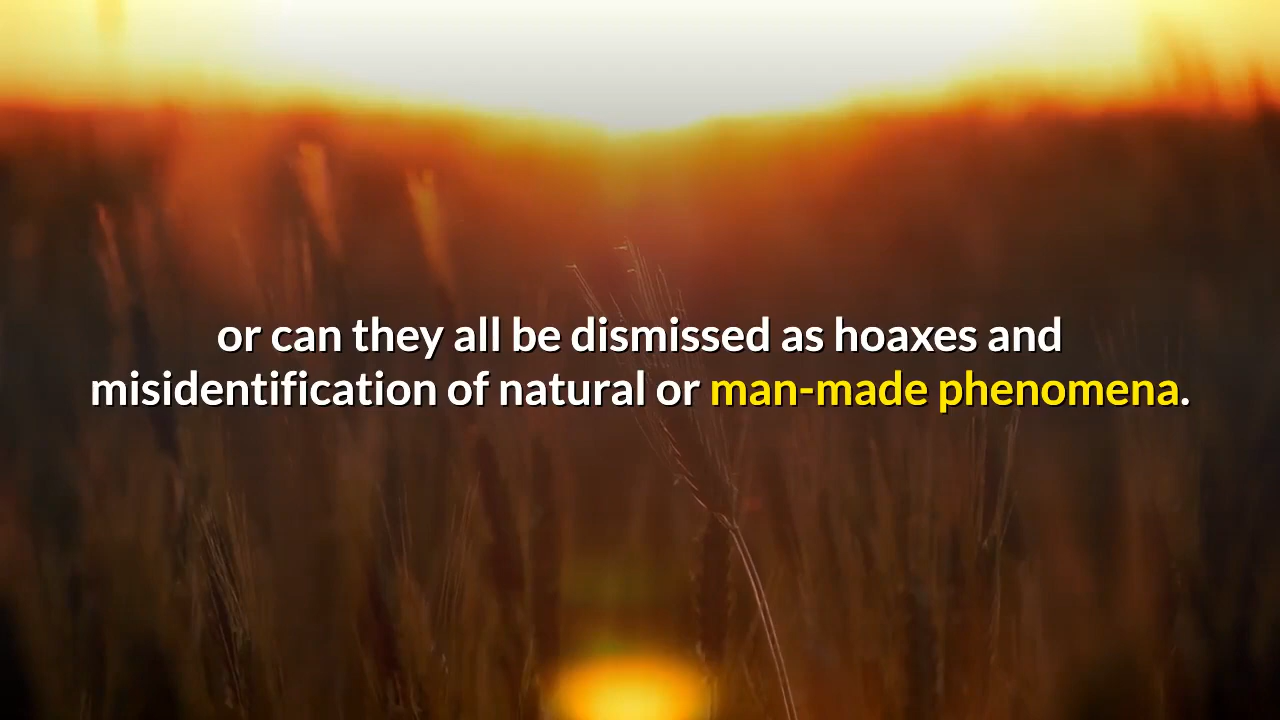 or can they all be dismissed as hoaxes and
misidentification of natural or man-made phenomena.